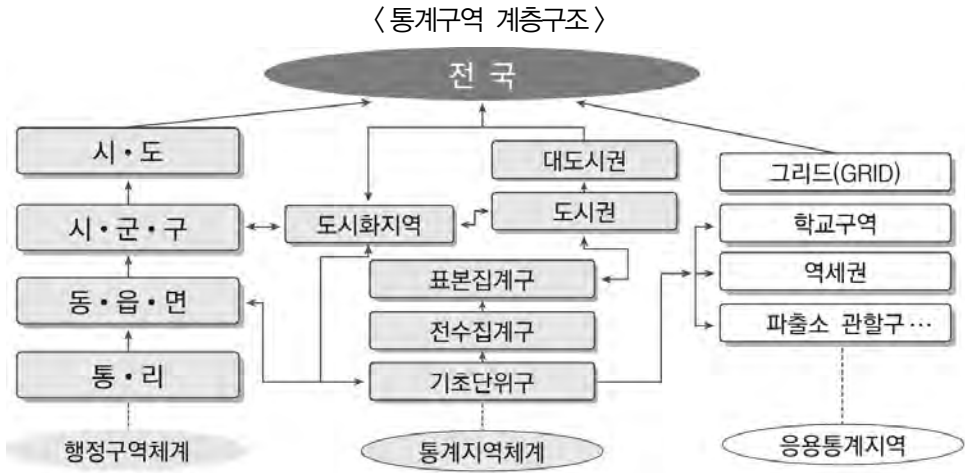 〈 통계구역 계층구조 〉
전 국
시・도
시・군・구
동・읍・면
통・리
행정구역체계
대도시권
도시화지역
도시권
표본집계구
전수집계구
기초단위구
통계지역체계
그리드(GRID)
학교구역
역세권
파출소 관할구…
응용통계지역